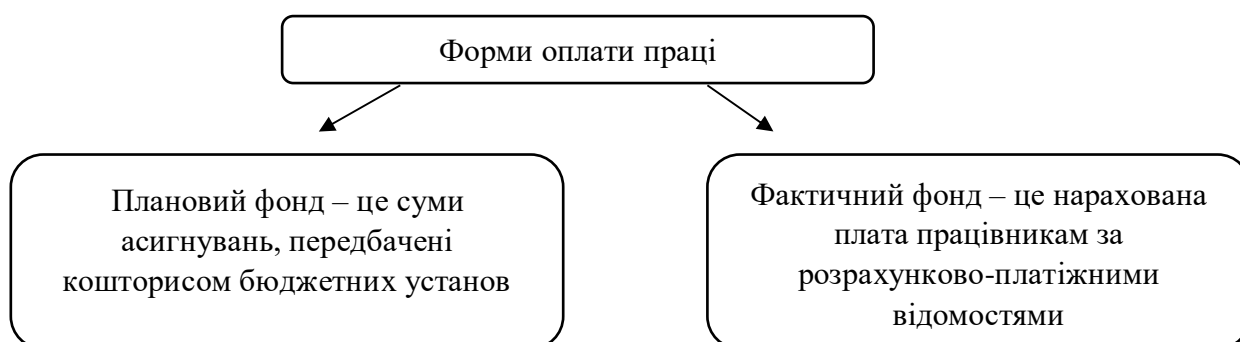 Форми оплати праці
Плановий фонд – це суми
асигнувань, передбачені
кошторисом бюджетних установ
Фактичний фонд – це нарахована
плата працівникам за
розрахунково-платіжними
відомостями